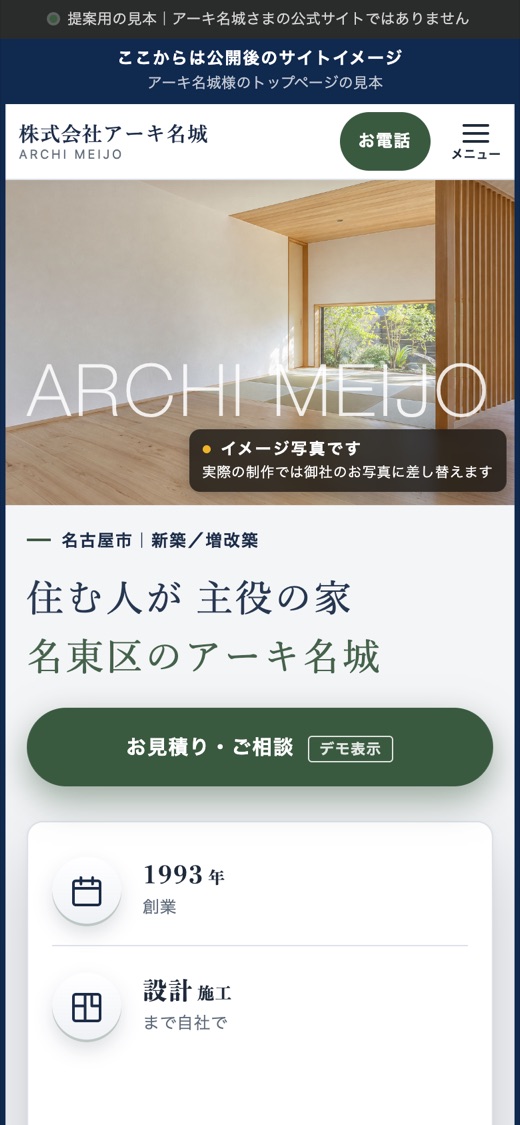 提案用の見本｜アーキ名城さまの公式サイトではありません
ここからは公開後のサイトイメージ
アーキ名城様のトップページの見本
株式会社アーキ名城
ARCHI MEIJO
お電話
メニュー
ARCHI MEIJO
イメージ写真です
実際の制作では御社のお写真に差し替えます
名古屋市｜新築／増改築
住む人が 主役の家
名東区のアーキ名城
お見積り・ご相談 デモ表示
1993 年
創業
設計 施工
まで自社で